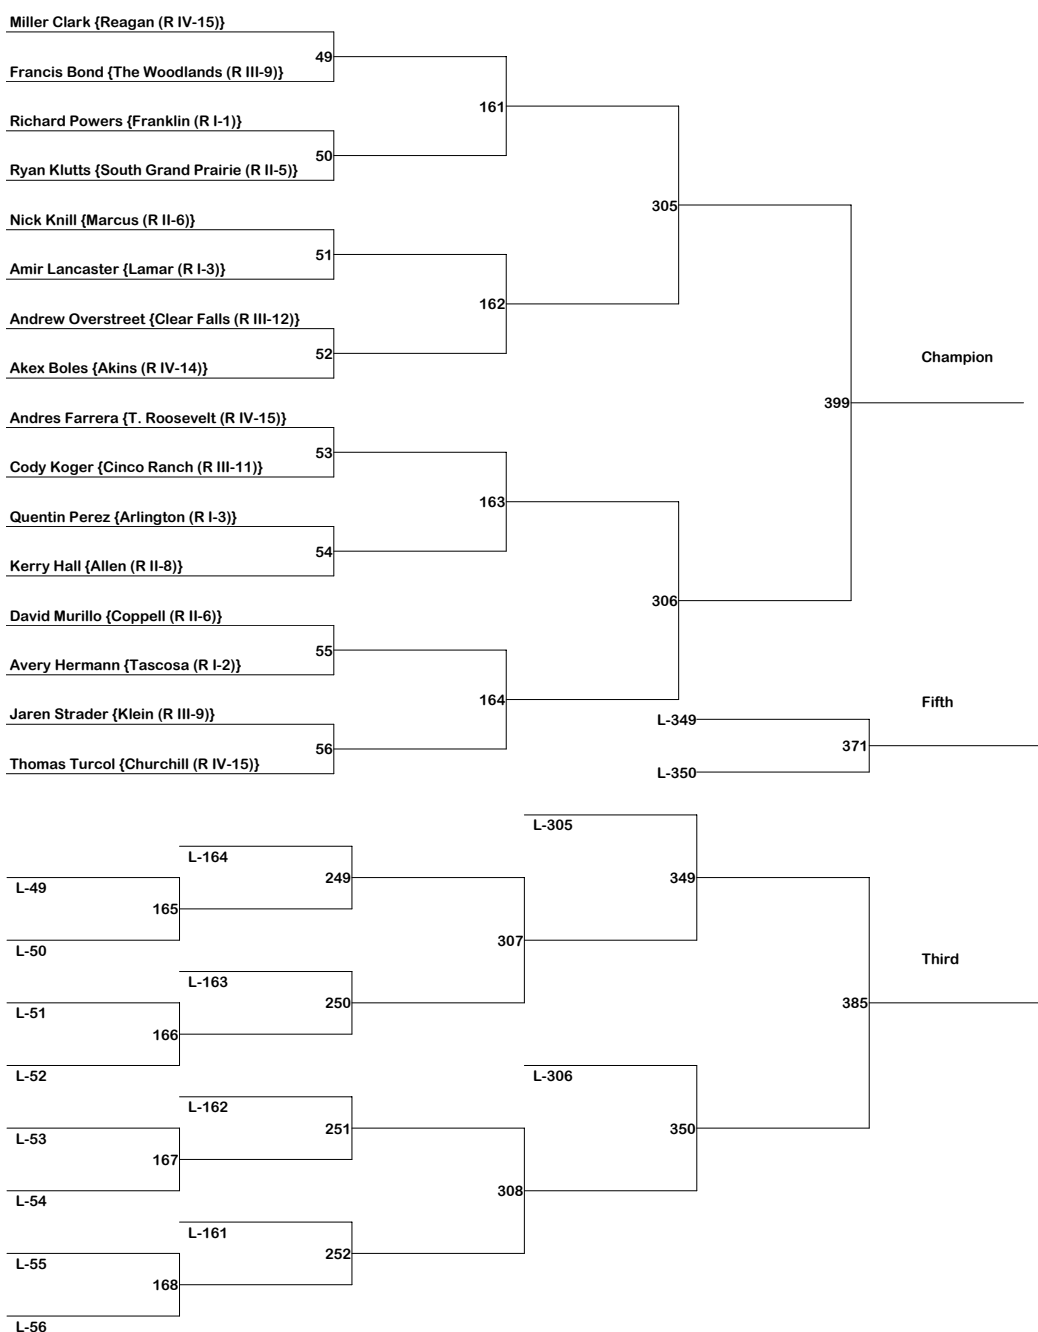 Miller Clark {Reagan (R IV-15)}
49
Francis Bond {The Woodlands (R III-9)}
161
Richard Powers {Franklin (R I-1)}
50
Ryan Klutts {South Grand Prairie (R II-5)}
305
Nick Knill {Marcus (R II-6)}
51
Amir Lancaster {Lamar (R I-3)}
162
Andrew Overstreet {Clear Falls (R III-12)}
52
Champion
Akex Boles {Akins (R IV-14)}
399
Andres Farrera {T. Roosevelt (R IV-15)}
53
Cody Koger {Cinco Ranch (R III-11)}
163
Quentin Perez {Arlington (R I-3)}
54
Kerry Hall {Allen (R II-8)}
306
David Murillo {Coppell (R II-6)}
55
Avery Hermann {Tascosa (R I-2)}
164
Fifth
Jaren Strader {Klein (R III-9)}
L-349
371
56
Thomas Turcol {Churchill (R IV-15)}
L-350
L-305
L-164
249
349
L-49
165
307
L-50
Third
L-163
250
385
L-51
166
L-52
L-306
L-162
251
350
L-53
167
308
L-54
L-161
252
L-55
168
L-56